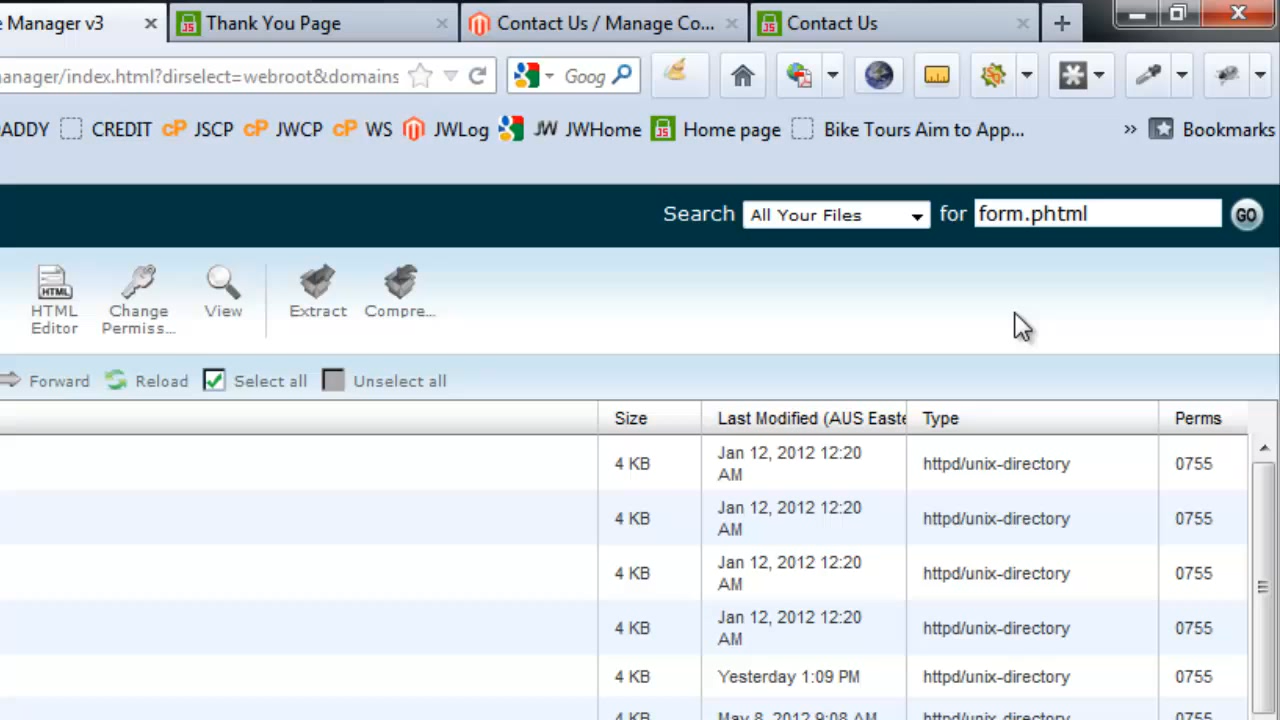 e Manager v3
Thank You Page
Contact Us / Manage Co...
Contact Us
anager/index.html?dirselect=webroot&domains
Goog
ADDY
CREDIT
cP JSCP
cP JWCP
cP WS
JWLog
JW JWHome
JS Home page
Bike Tours Aim to App...
» Bookmarks
Search All Your Files for form.phtml GO
HTML
HTML Editor
Change Permiss...
View
Extract
Compre...
Forward Reload Select all Unselect all
Size Last Modified (AUS Easte Type Perms
4 KB Jan 12, 2012 12:20 AM httpd/unix-directory 0755
4 KB Jan 12, 2012 12:20 AM httpd/unix-directory 0755
4 KB Jan 12, 2012 12:20 AM httpd/unix-directory 0755
4 KB Jan 12, 2012 12:20 AM httpd/unix-directory 0755
4 KB Yesterday 1:09 PM httpd/unix-directory 0755
4 KB May 8, 2012 9:08 AM httpd/unix-directory 0755